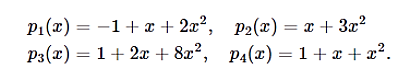 p₁(x) = −1 + x + 2x², p₂(x) = x + 3x²
p₃(x) = 1 + 2x + 8x², p₄(x) = 1 + x + x².